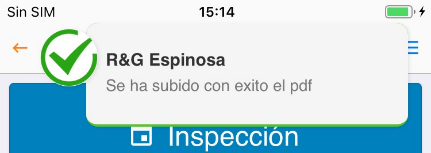 Sin SIM 15:14
R&G Espinosa
Se ha subido con exito el pdf
Inspección